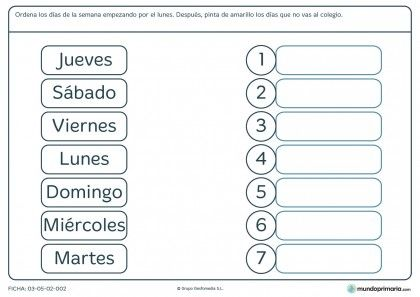 Ordena los días de la semana empezando por el lunes. Después, pinta de amarillo los días que no vas al colegio.
Jueves 1
Sábado 2
Viernes 3
Lunes 4
Domingo 5
Miércoles 6
Martes 7
FICHA: 03-05-02-002
© Grupo Gesfomedia S.L.
mundoprimaria.com